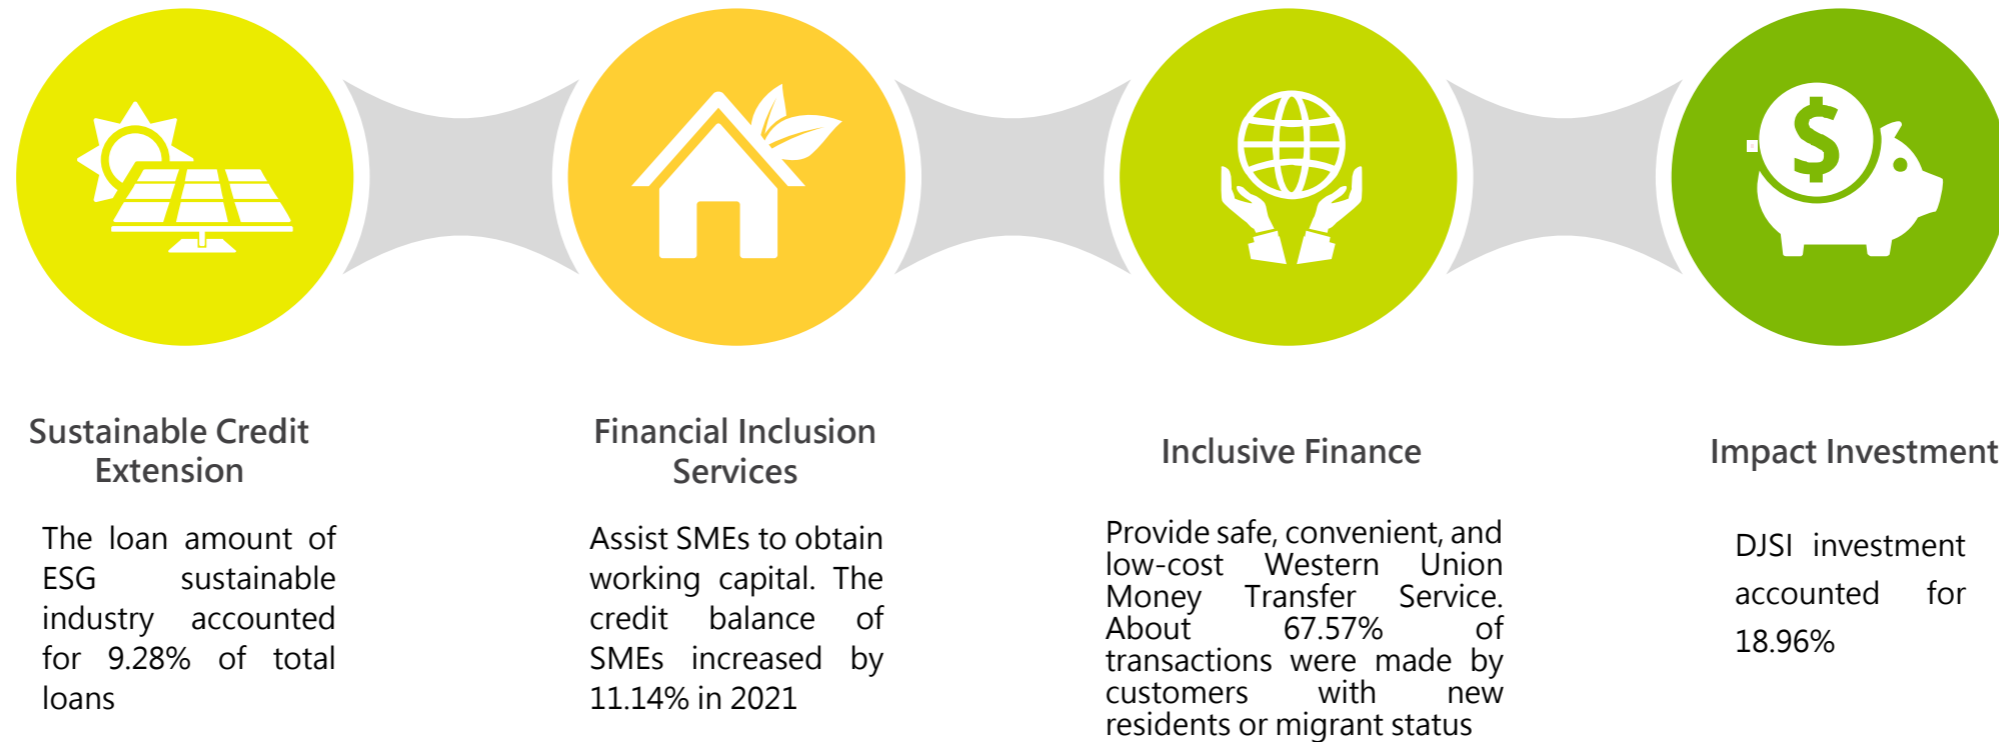 $
Sustainable Credit
Extension
The loan amount of
ESG sustainable
industry accounted
for 9.28% of total
loans
Financial Inclusion
Services
Assist SMEs to obtain
working capital. The
credit balance of
SMEs increased by
11.14% in 2021
Inclusive Finance
Provide safe, convenient, and
low-cost Western Union
Money Transfer Service.
About 67.57% of
transactions were made by
customers with new
residents or migrant status
Impact Investment
DJSI investment
accounted for
18.96%